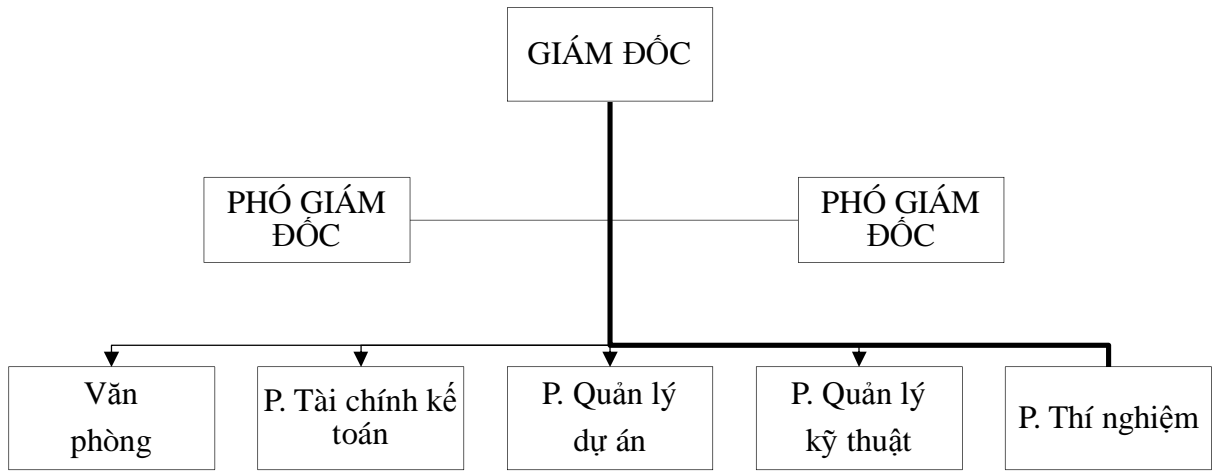 GIÁM ĐỐC
PHÓ GIÁM
ĐỐC
PHÓ GIÁM
ĐỐC
Văn
phòng
P. Tài chính kế
toán
P. Quản lý
dự án
P. Quản lý
kỹ thuật
P. Thí nghiệm